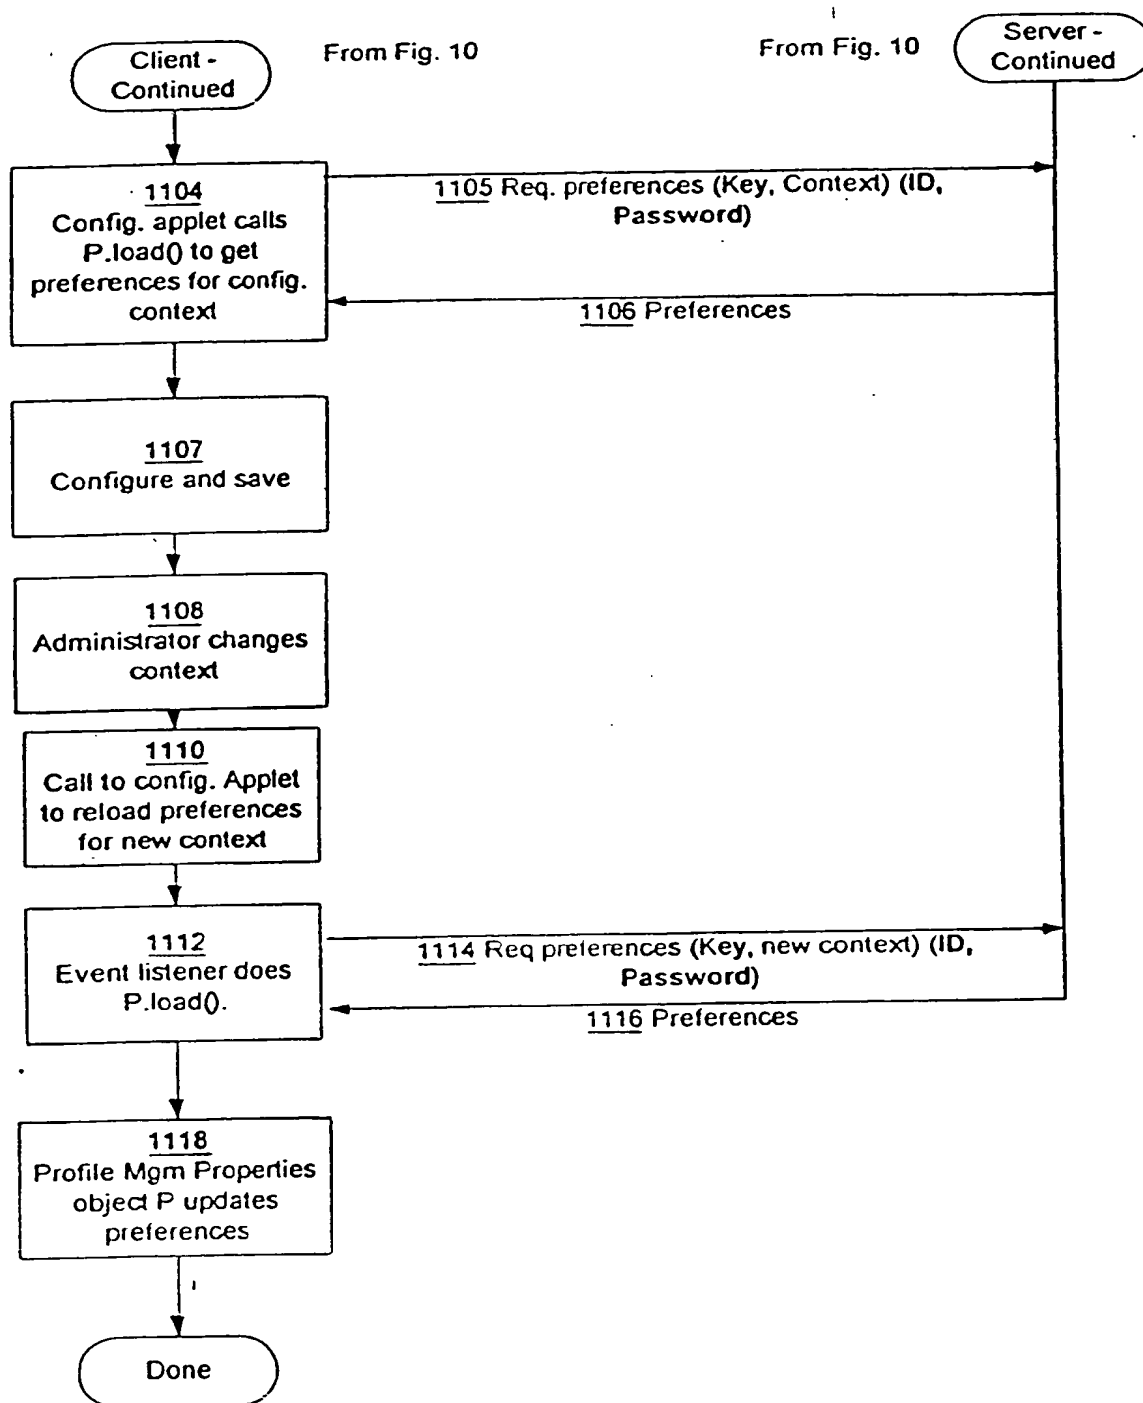 Client -
Continued
From Fig. 10
From Fig. 10
Server -
Continued
1104
Config. applet calls
P.load() to get
preferences for config.
context
1105 Req. preferences (Key, Context) (ID,
Password)
1106 Preferences
1107
Configure and save
1108
Administrator changes
context
1110
Call to config. Applet
to reload preferences
for new context
1112
Event listener does
P.load().
1114 Req preferences (Key, new context) (ID,
Password)
1116 Preferences
1118
Profile Mgm Properties
object P updates
preferences
Done